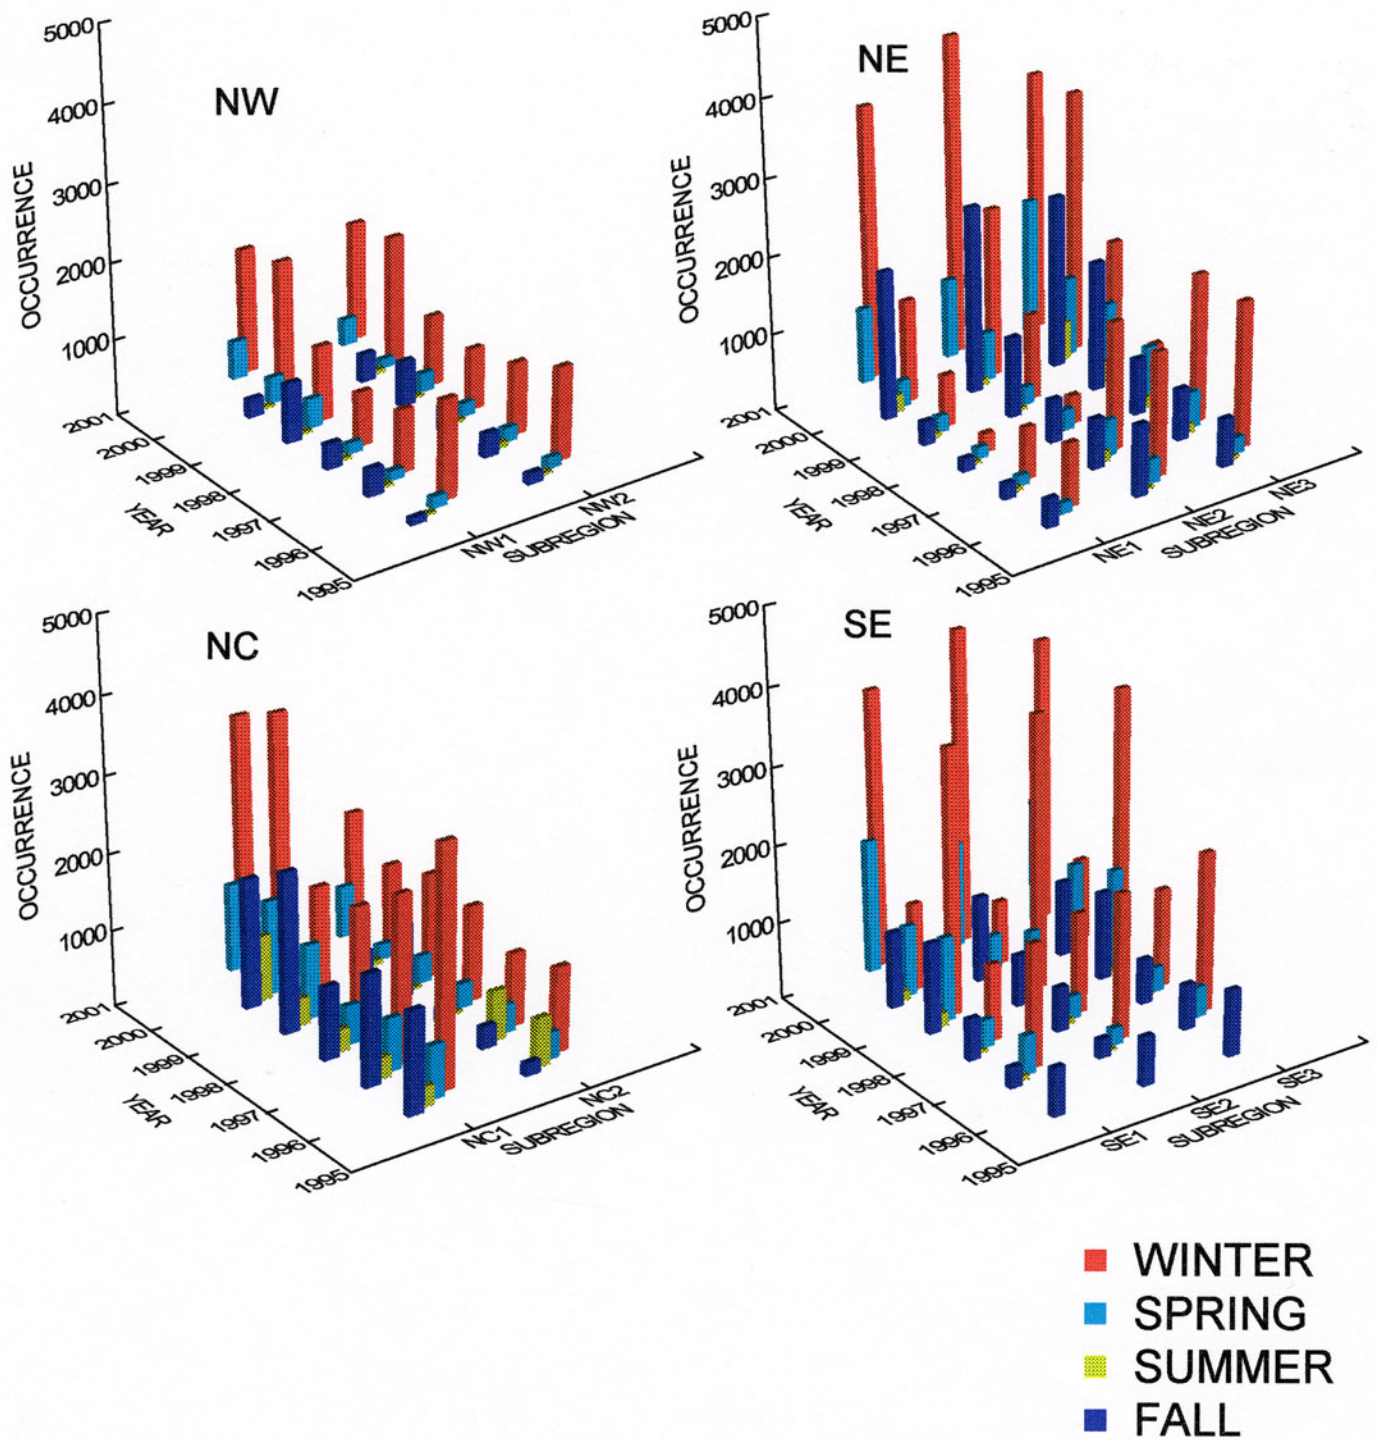 NW
5000
4000
3000
2000
1000
OCCURRENCE
2001
2000
1999
1998
1997
1996
1995
YEAR
NW1
NW2
SUBREGION
NE
5000
4000
3000
2000
1000
OCCURRENCE
2001
2000
1999
1998
1997
1996
1995
YEAR
NE1
NE2
NE3
SUBREGION
NC
5000
4000
3000
2000
1000
OCCURRENCE
2001
2000
1999
1998
1997
1996
1995
YEAR
NC1
NC2
SUBREGION
SE
5000
4000
3000
2000
1000
OCCURRENCE
2001
2000
1999
1998
1997
1996
1995
YEAR
SE1
SE2
SE3
SUBREGION
WINTER
SPRING
SUMMER
FALL